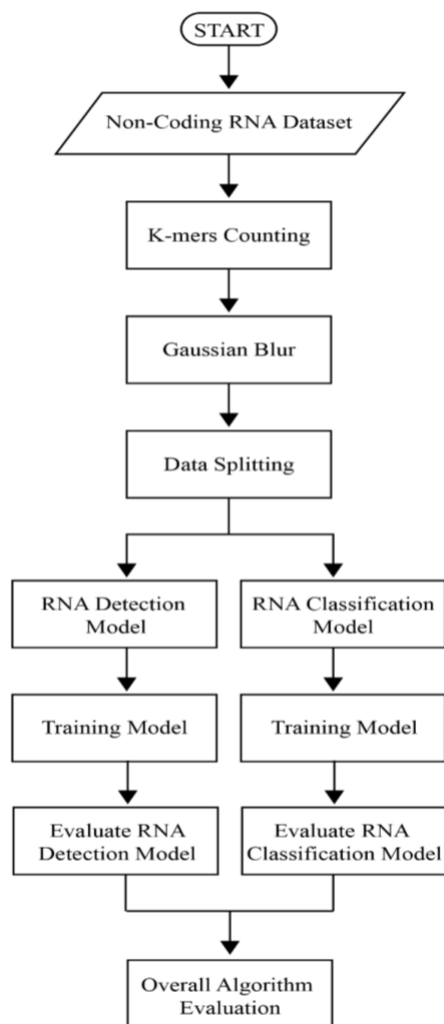 START
Non-Coding RNA Dataset
K-mers Counting
Gaussian Blur
Data Splitting
RNA Detection
Model
RNA Classification
Model
Training Model
Training Model
Evaluate RNA
Detection Model
Evaluate RNA
Classification Model
Overall Algorithm
Evaluation